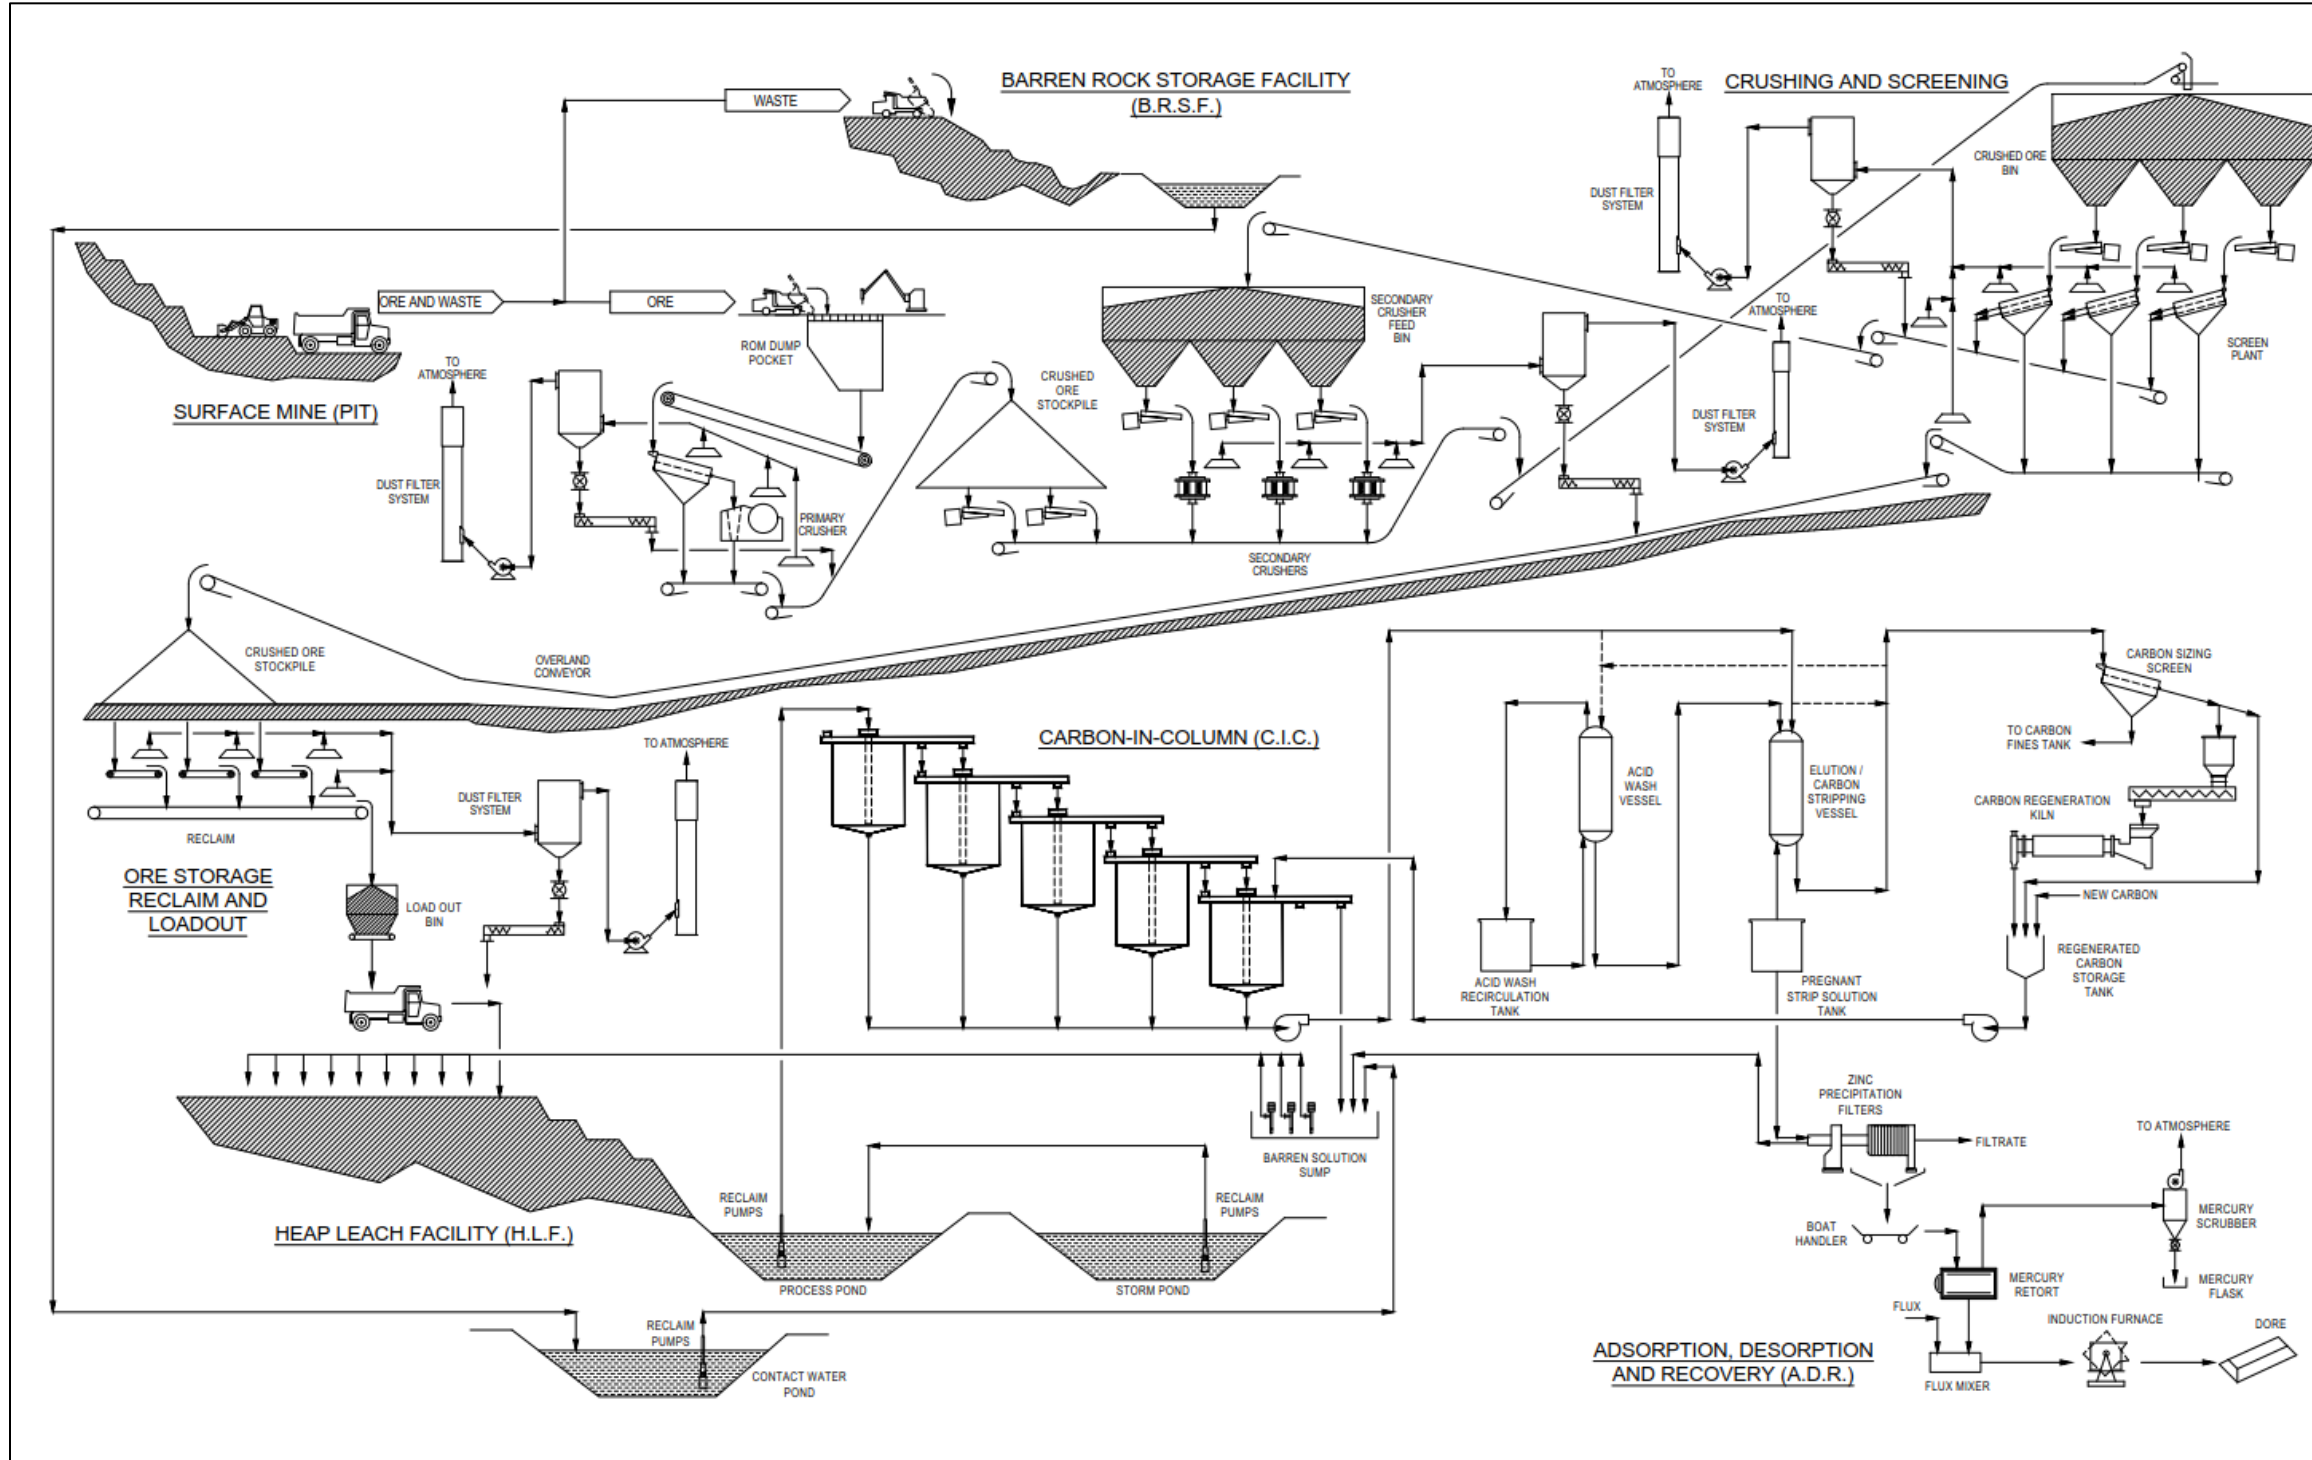 BARREN ROCK STORAGE FACILITY
(B.R.S.F.)
WASTE
TO
ATMOSPHERE
CRUSHING AND SCREENING
CRUSHED ORE
BIN
DUST FILTER
SYSTEM
ORE AND WASTE
ORE
SECONDARY
CRUSHER
FEED
BIN
TO
ATMOSPHERE
SCREEN
PLANT
ROM DUMP
POCKET
TO
ATMOSPHERE
CRUSHED
ORE
STOCKPILE
SURFACE MINE (PIT)
DUST FILTER
SYSTEM
DUST FILTER
SYSTEM
PRIMARY
CRUSHER
SECONDARY
CRUSHERS
CRUSHED ORE
STOCKPILE
OVERLAND
CONVEYOR
CARBON SIZING
SCREEN
TO CARBON
FINES TANK
CARBON-IN-COLUMN (C.I.C.)
TO ATMOSPHERE
ACID
WASH
VESSEL
ELUTION /
CARBON
STRIPPING
VESSEL
DUST FILTER
SYSTEM
CARBON REGENERATION
KILN
RECLAIM
ORE STORAGE
RECLAIM AND
LOADOUT
LOAD OUT
BIN
NEW CARBON
REGENERATED
CARBON
STORAGE
TANK
ACID WASH
RECIRCULATION
TANK
PREGNANT
STRIP SOLUTION
TANK
ZINC
PRECIPITATION
FILTERS
TO ATMOSPHERE
FILTRATE
BARREN SOLUTION
SUMP
RECLAIM
PUMPS
RECLAIM
PUMPS
HEAP LEACH FACILITY (H.L.F.)
BOAT
HANDLER
MERCURY
SCRUBBER
PROCESS POND
STORM POND
MERCURY
RETORT
MERCURY
FLASK
FLUX
INDUCTION FURNACE
DORE
RECLAIM
PUMPS
CONTACT WATER
POND
ADSORPTION, DESORPTION
AND RECOVERY (A.D.R.)
FLUX MIXER